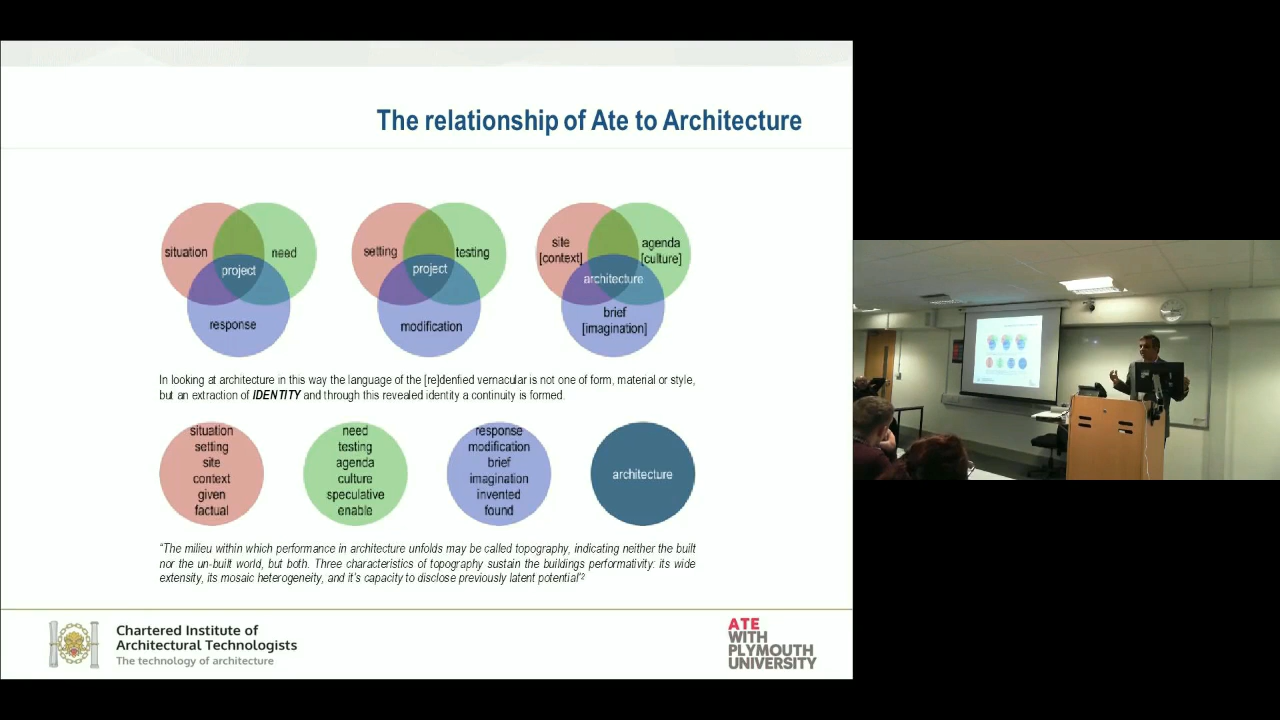 The relationship of Ate to Architecture
situation
need
project
response
setting
testing
project
modification
site
[context]
agenda
[culture]
architecture
brief
[imagination]
In looking at architecture in this way the language of the [re]denfied vernacular is not one of form, material or style,
but an extraction of IDENTITY and through this revealed identity a continuity is formed.
situation
setting
site
context
given
factual
need
testing
agenda
culture
speculative
enable
response
modification
brief
imagination
invented
found
architecture
"The milieu within which performance in architecture unfolds may be called topography, indicating neither the built
nor the un-built world, but both. Three characteristics of topography sustain the buildings performativity: its wide
extensity, its mosaic heterogeneity, and it's capacity to disclose previously latent potential"2
Chartered Institute of
Architectural Technologists
The technology of architecture
ATE
WITH
PLYMOUTH
UNIVERSITY